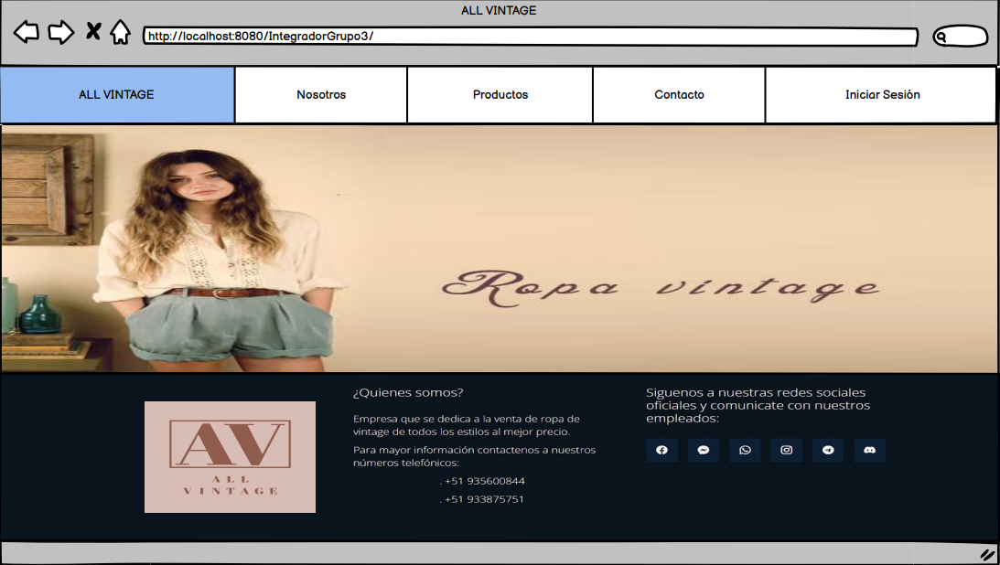 ALL VINTAGE
http://localhost:8080/IntegradorGrupo3/
ALL VINTAGE
Nosotros
Productos
Contacto
Iniciar Sesión
Ropa vintage
AV
ALL
VINTAGE
¿Quienes somos?
Empresa que se dedica a la venta de ropa de
vintage de todos los estilos al mejor precio.
Para mayor información contactenos a nuestros
números telefónicos:
. +51 935600844
. +51 933875751
Siguenos a nuestras redes sociales
oficiales y comunicate con nuestros
empleados: